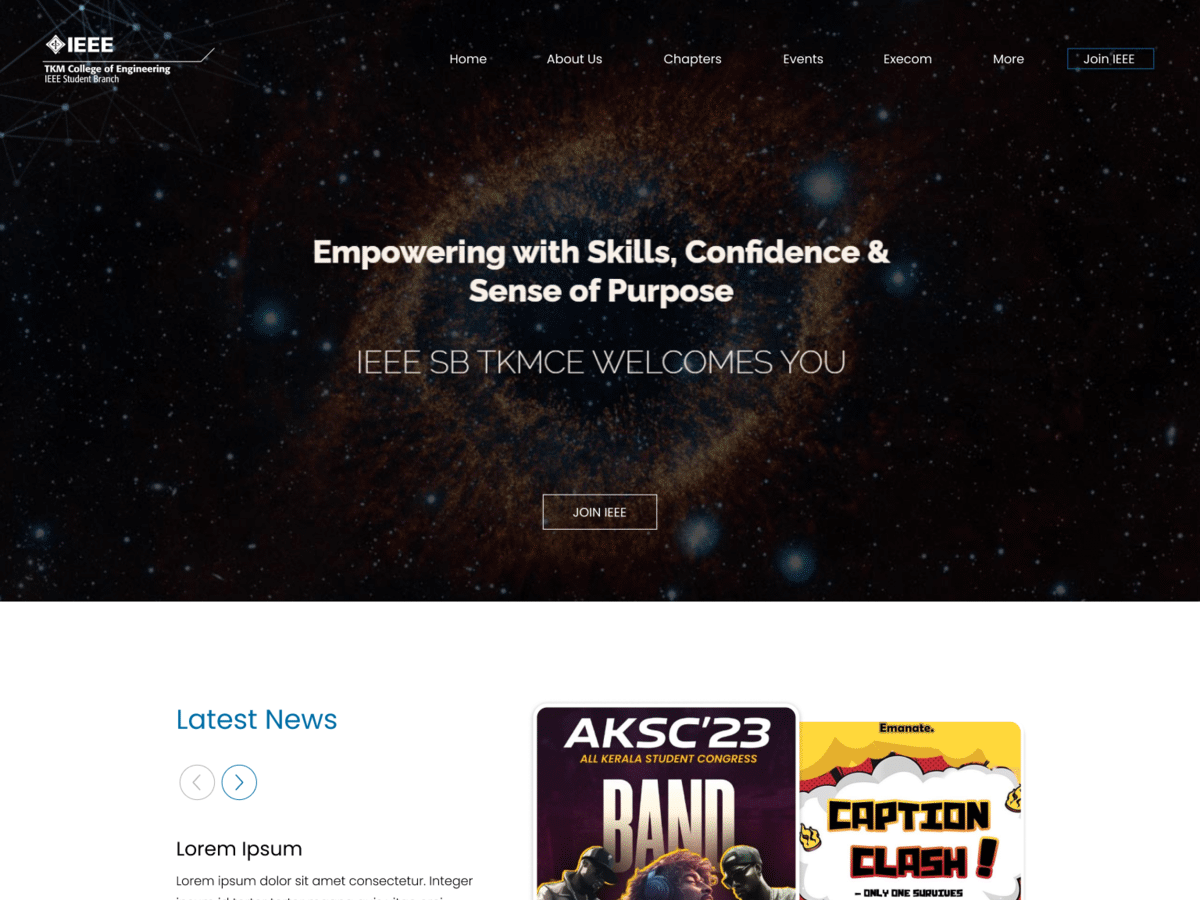 IEEE
TKM College of Engineering
IEEE Student Branch
Home
About Us
Chapters
Events
Execom
More
Join IEEE
Empowering with Skills, Confidence &
Sense of Purpose
IEEE SB TKMCE WELCOMES YOU
JOIN IEEE
Latest News
Lorem Ipsum
Lorem ipsum dolor sit amet consectetur. Integer
AKSC'23
ALL KERALA STUDENT CONGRESS
BAND
Emanate.
CAPTION
CLASH!
- ONLY ONE SURVIVES